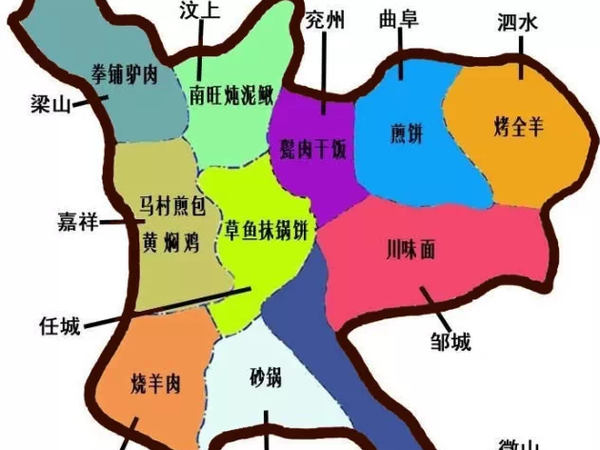 汶上
兖州
曲阜
泗水
拳铺驴肉
南旺炖泥鳅
梁山
甏肉干饭
煎饼
烤全羊
马村煎包
黄焖鸡
嘉祥
草鱼抹锅饼
川味面
任城
邹城
烧羊肉
砂锅